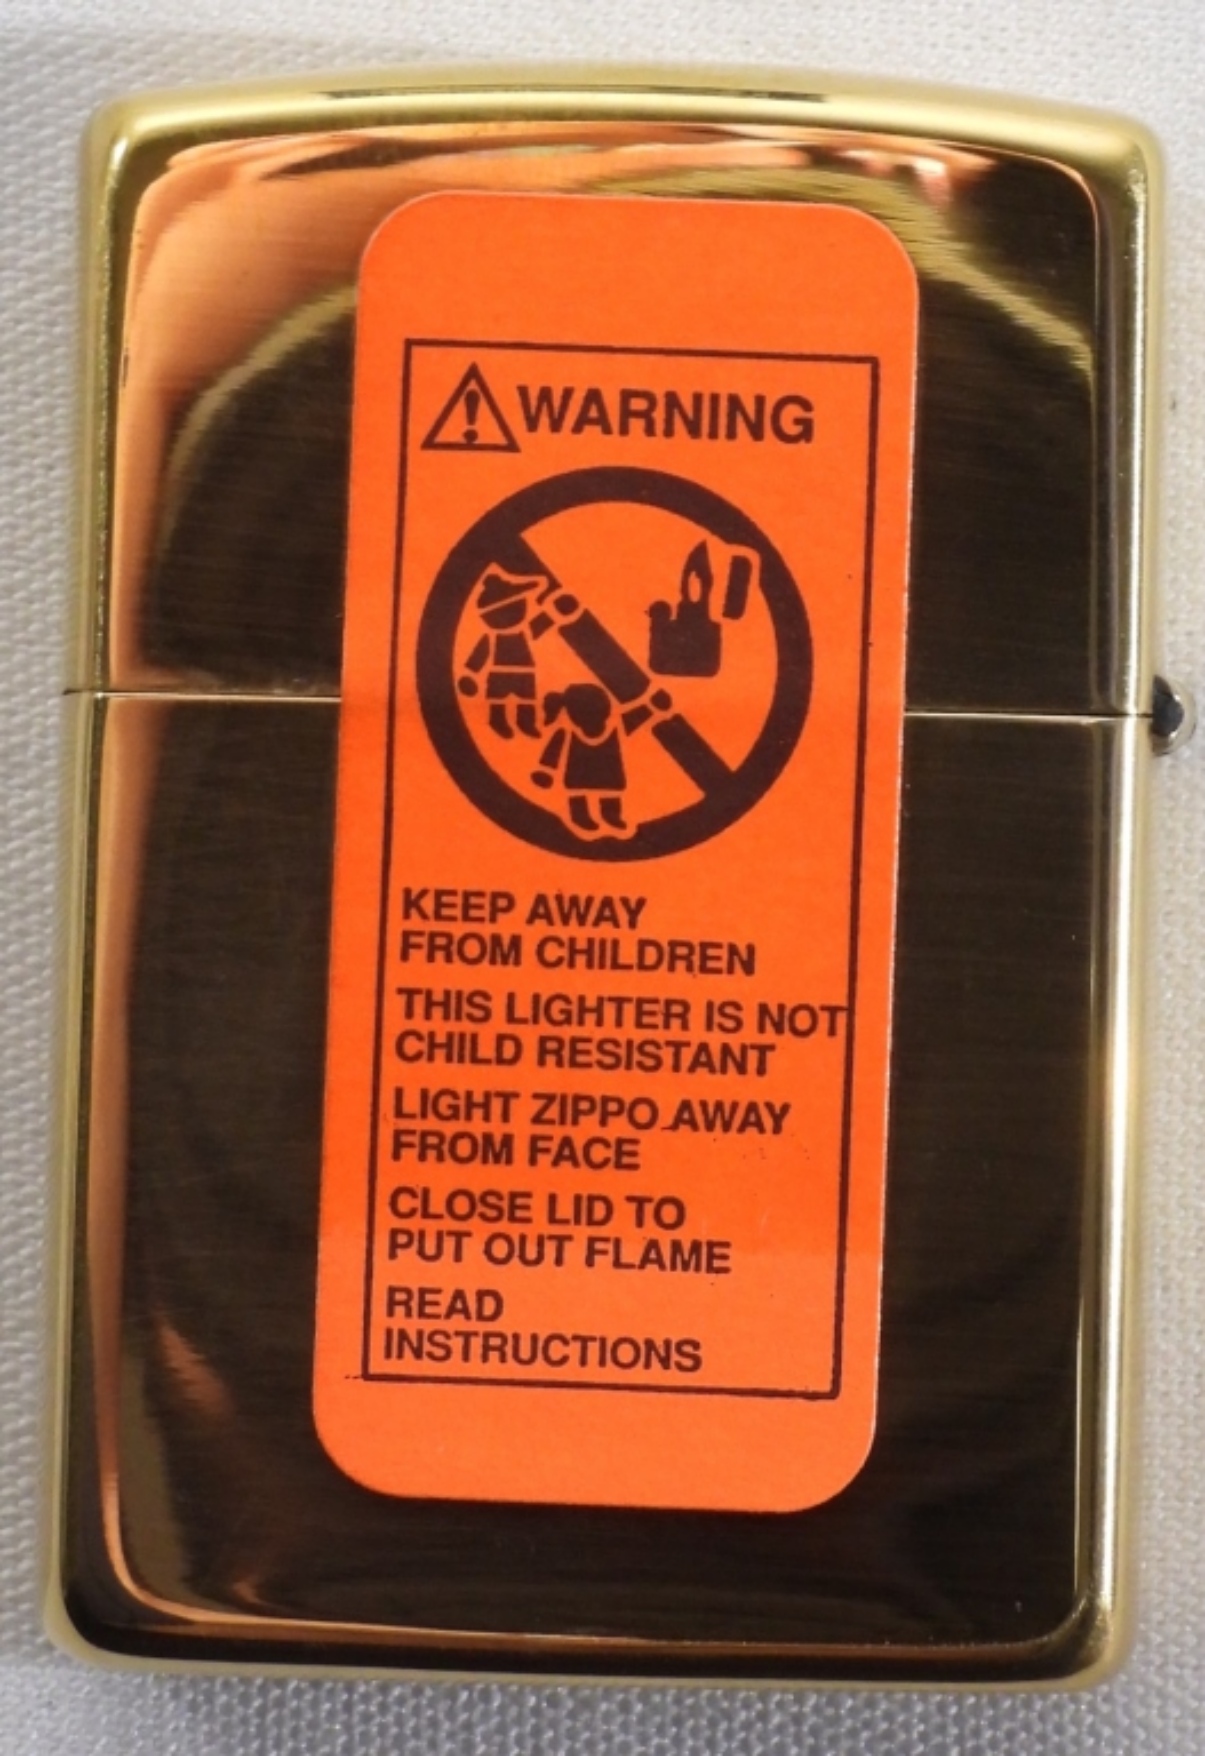 WARNING
KEEP AWAY
FROM CHILDREN
THIS LIGHTER IS NOT
CHILD RESISTANT
LIGHT ZIPPO AWAY
FROM FACE
CLOSE LID TO
PUT OUT FLAME
READ
INSTRUCTIONS